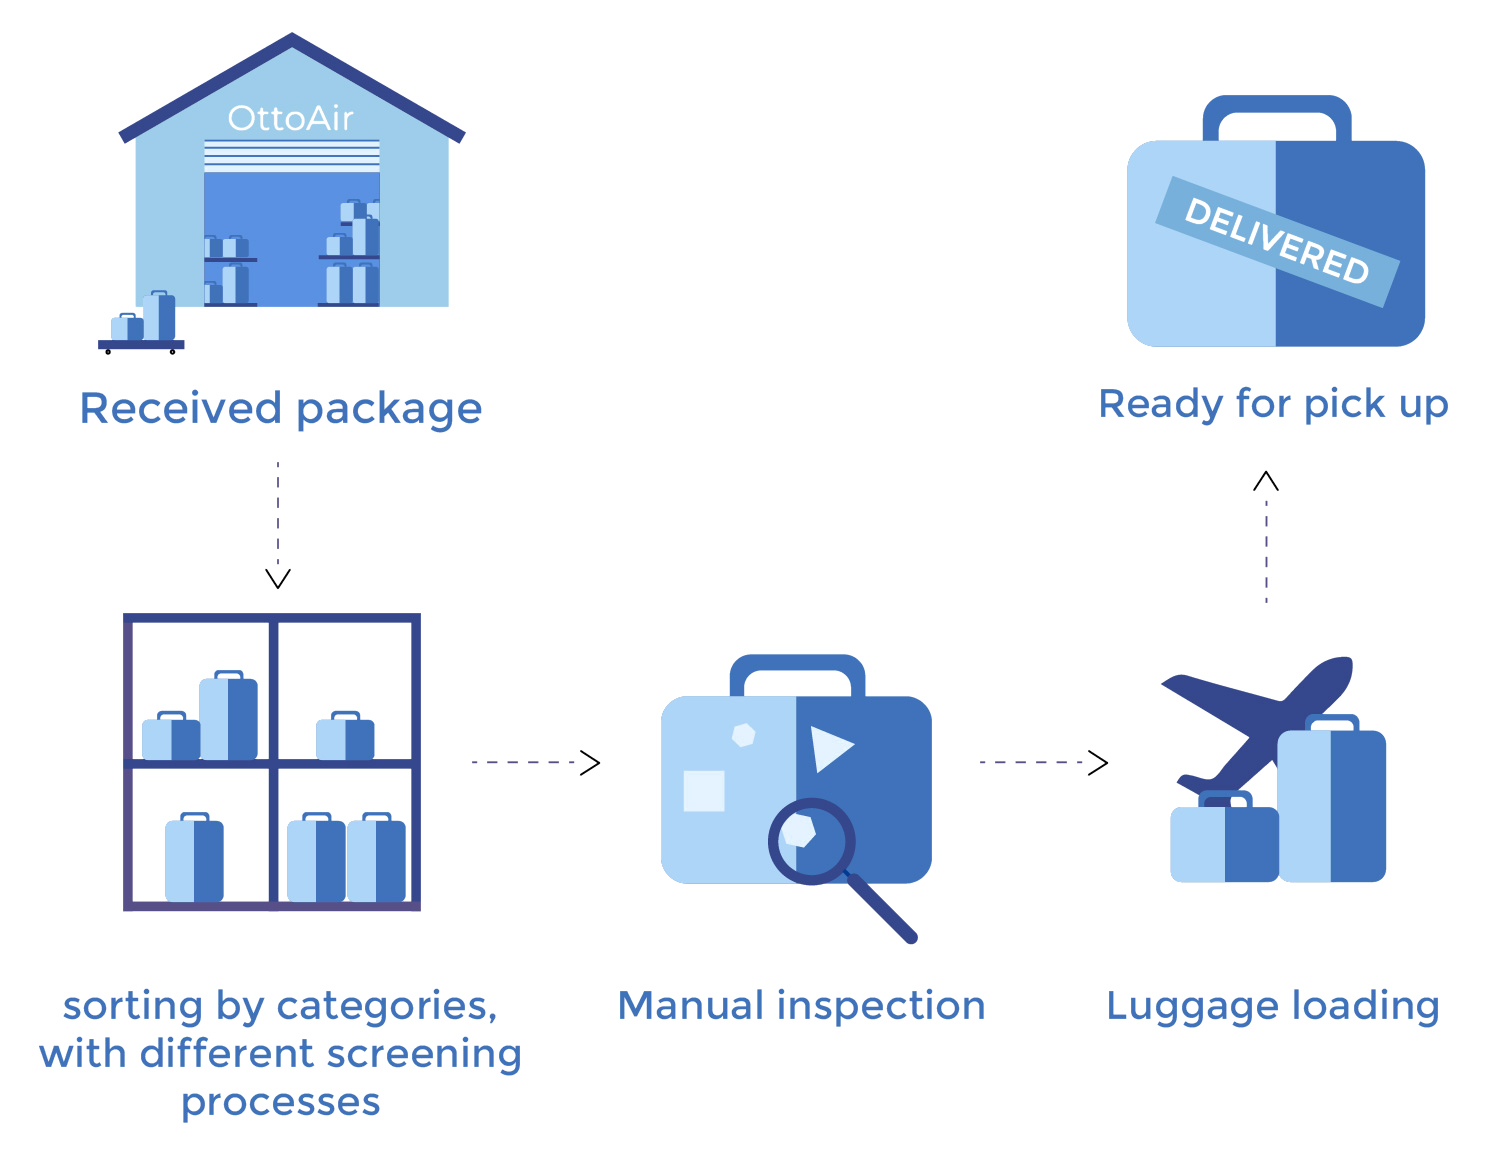 OttoAir
Received package
sorting by categories,
with different screening
processes
Manual inspection
Luggage loading
DELIVERED
Ready for pick up